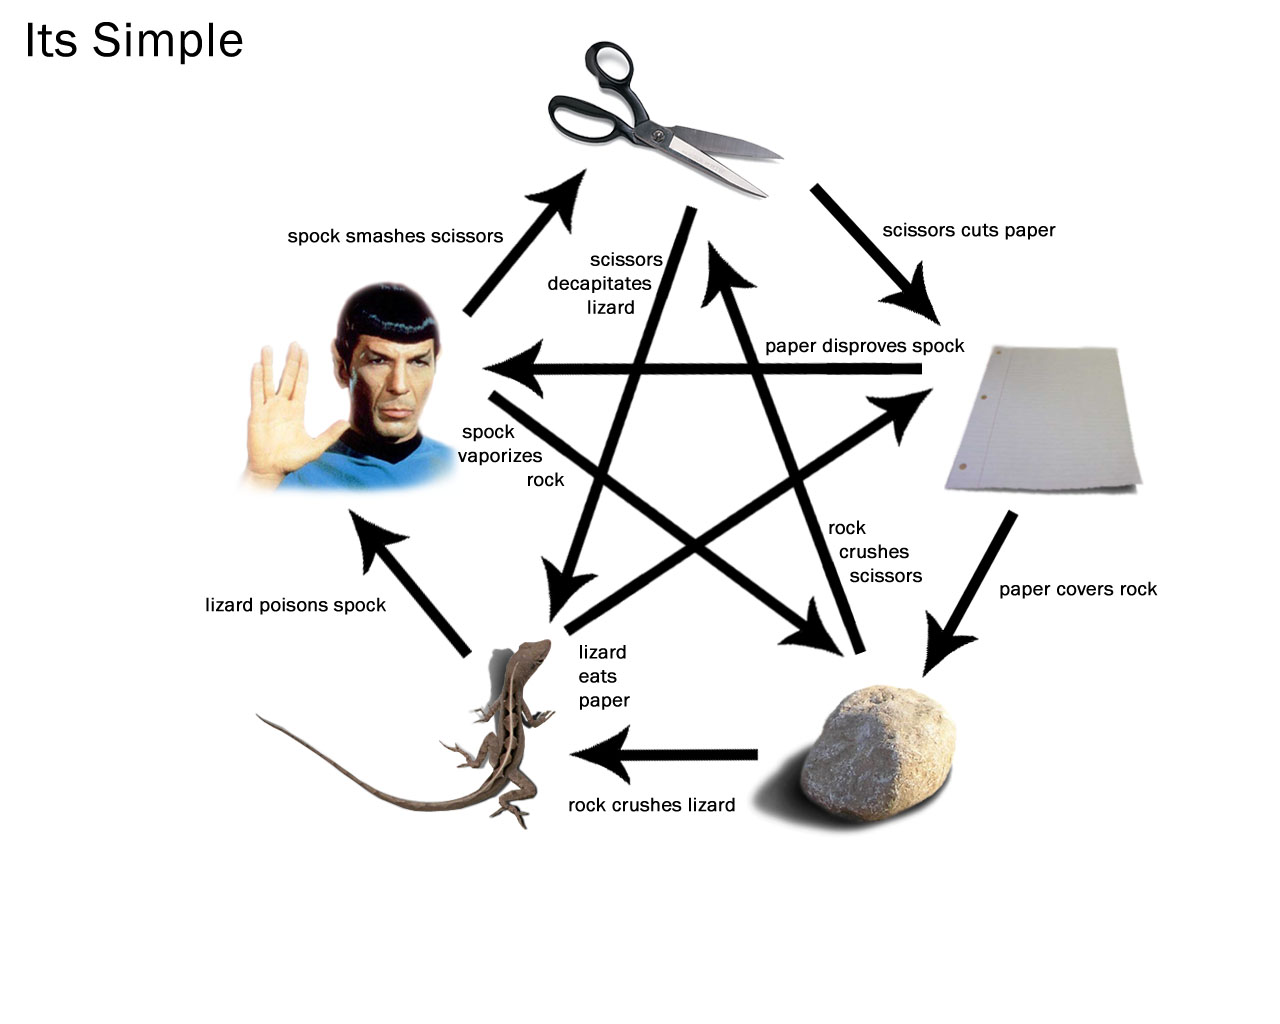 Its Simple
spock smashes scissors
scissors cuts paper
scissors
decapitates
lizard
paper disproves spock
spock
vaporizes
rock
rock
crushes
scissors
paper covers rock
lizard poisons spock
lizard
eats
paper
rock crushes lizard